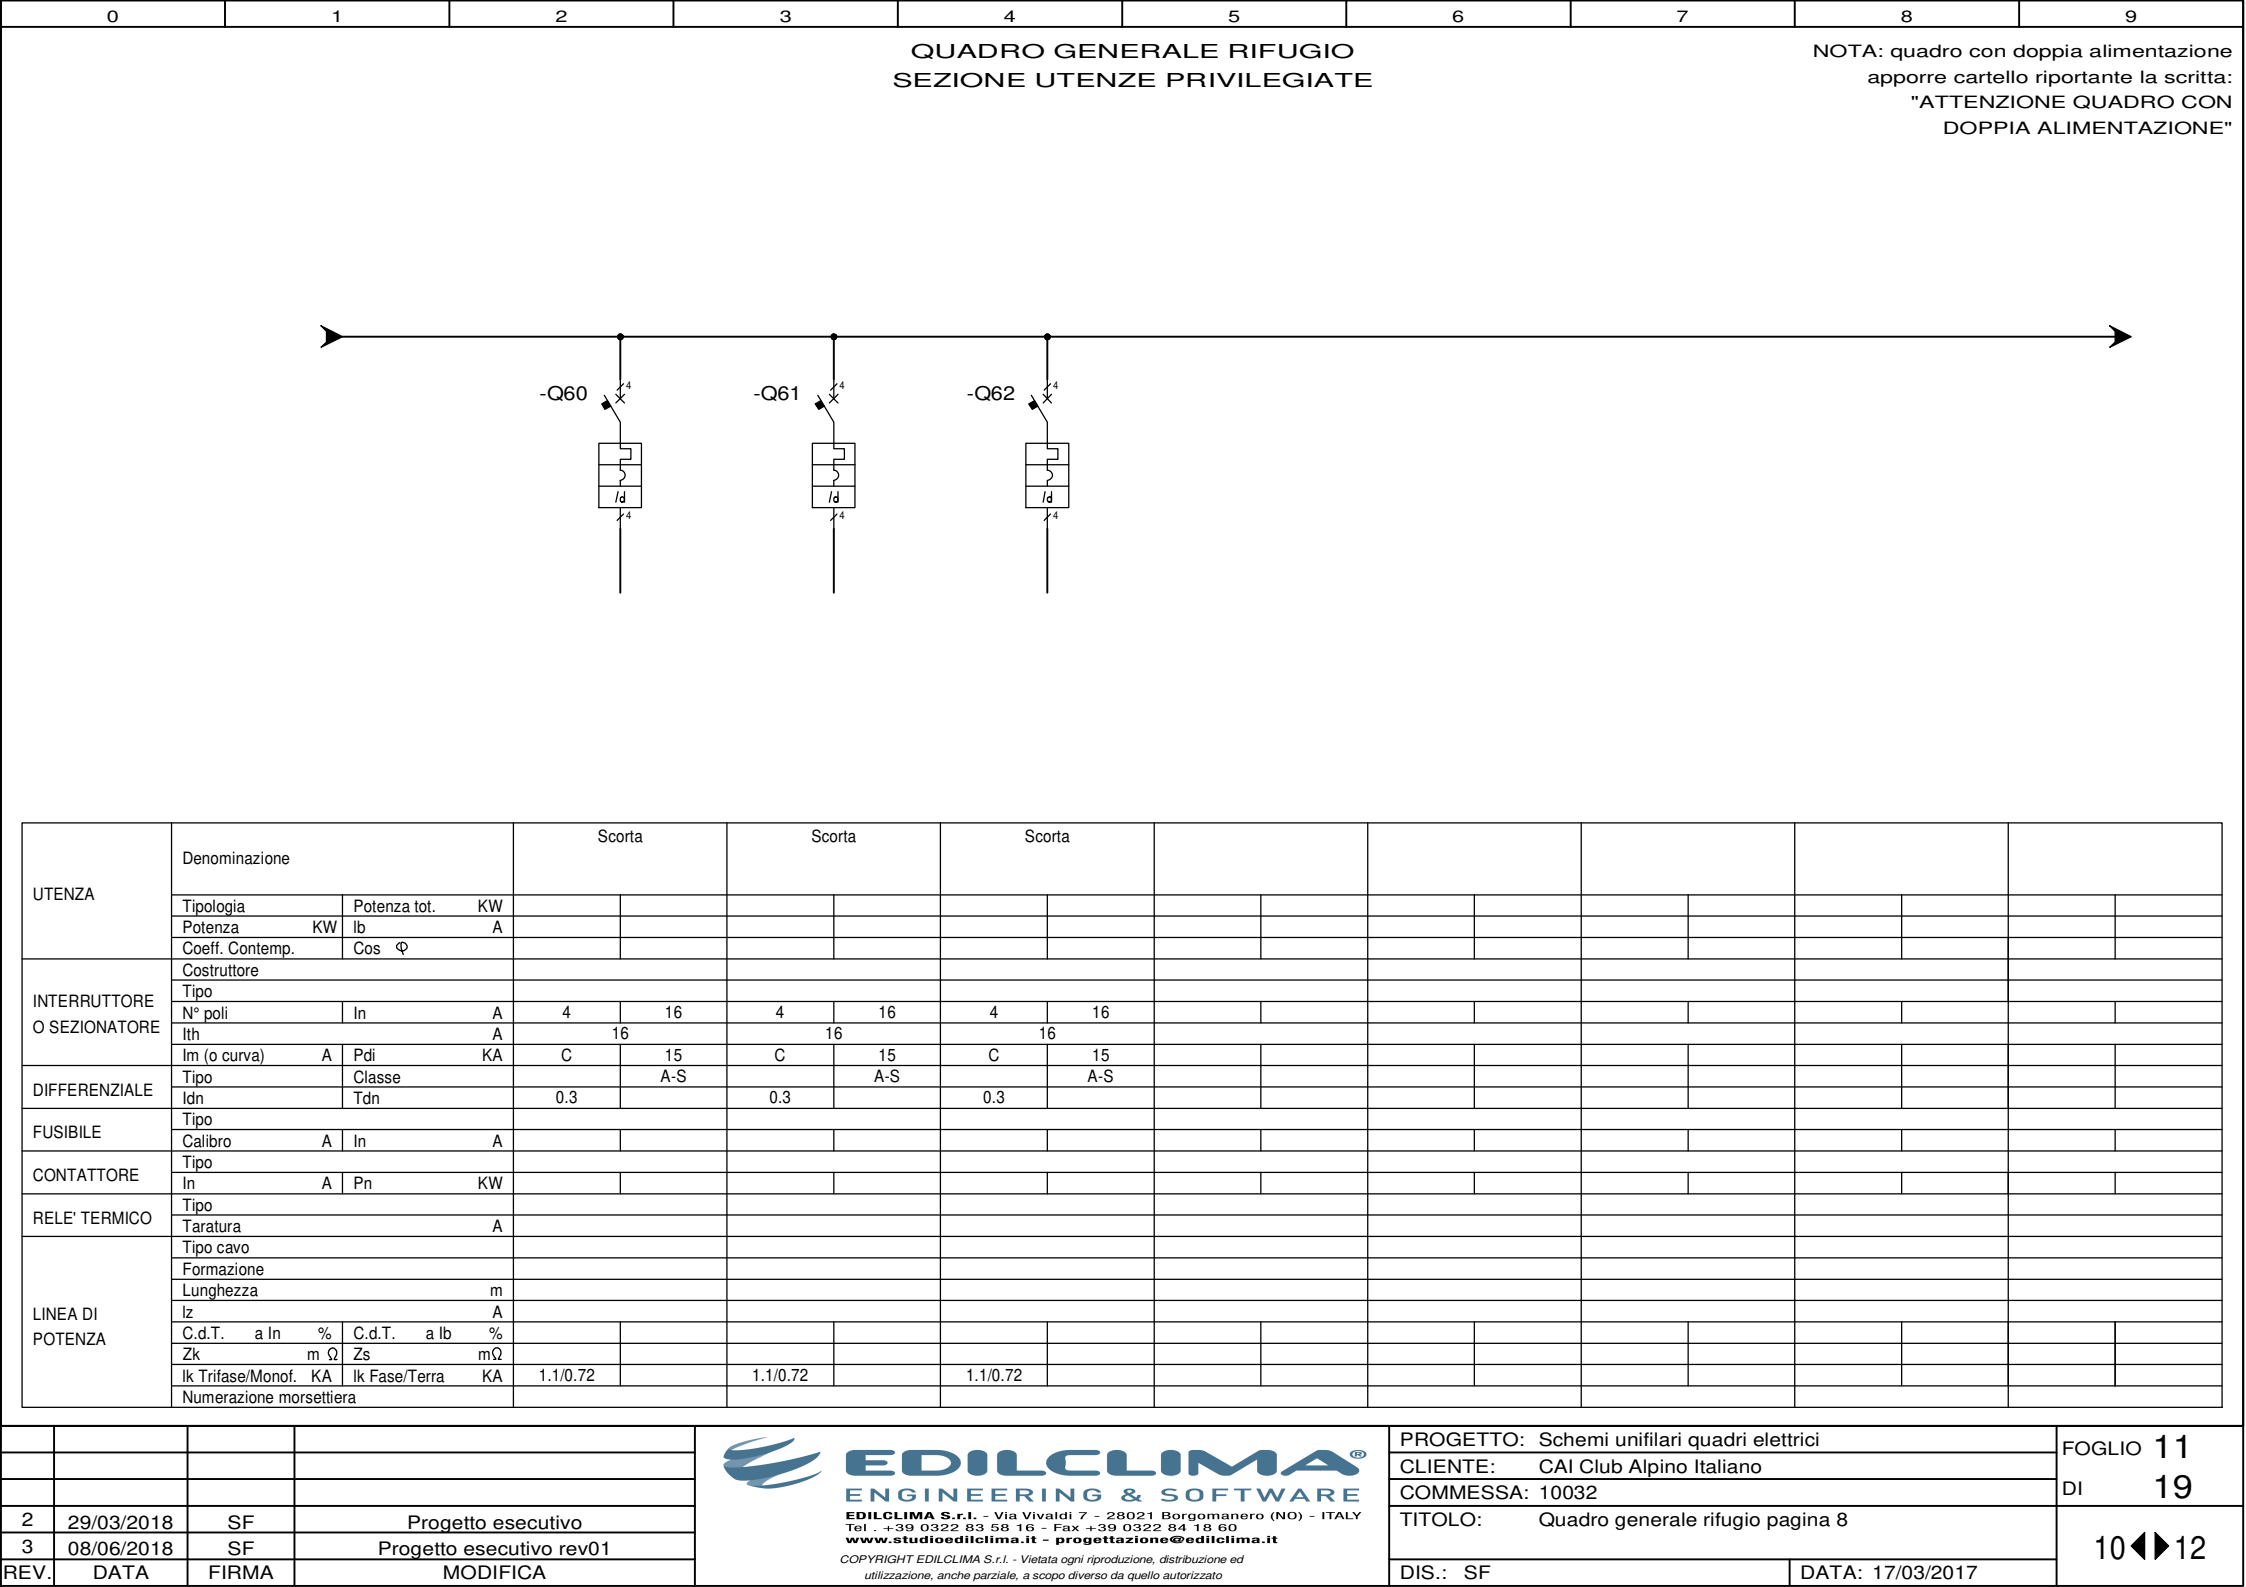 0 1 2 3 4 5 6 7 8 9
QUADRO GENERALE RIFUGIO
SEZIONE UTENZE PRIVILEGIATE
NOTA: quadro con doppia alimentazione
apporre cartello riportante la scritta:
"ATTENZIONE QUADRO CON
DOPPIA ALIMENTAZIONE"
-Q60 4 -Q61 4 -Q62 4
Id Id Id
4 4 4
UTENZA
Denominazione Scorta Scorta Scorta
Tipologia Potenza tot. KW
Potenza KW Ib A
Coeff. Contemp. Cos φ
INTERRUTTORE
O SEZIONATORE
Costruttore
Tipo
N° poli In A 4 16 4 16 4 16
Ith A 16 16 16
Im (o curva) A Pdi KA C 15 C 15 C 15
DIFFERENZIALE
Tipo Classe A-S A-S A-S
Idn Tdn 0.3 0.3 0.3
FUSIBILE
Tipo
Calibro A In A
CONTATTORE
Tipo
In A Pn KW
RELE' TERMICO
Tipo
Taratura A
LINEA DI
POTENZA
Tipo cavo
Formazione
Lunghezza m
Iz A
C.d.T. a In % C.d.T. a Ib %
Zk m Ω Zs mΩ
Ik Trifase/Monof. KA Ik Fase/Terra KA 1.1/0.72 1.1/0.72 1.1/0.72
Numerazione morsettiera
2 29/03/2018 SF Progetto esecutivo
3 08/06/2018 SF Progetto esecutivo rev01
REV. DATA FIRMA MODIFICA
EDILCLIMA®
ENGINEERING & SOFTWARE
EDILCLIMA S.r.l. - Via Vivaldi 7 - 28021 Borgomanero (NO) - ITALY
Tel . +39 0322 83 58 16 - Fax +39 0322 84 18 60
www.studioedilclima.it - progettazione@edilclima.it
COPYRIGHT EDILCLIMA S.r.l. - Vietata ogni riproduzione, distribuzione ed
utilizzazione, anche parziale, a scopo diverso da quello autorizzato
PROGETTO: Schemi unifilari quadri elettrici
CLIENTE: CAI Club Alpino Italiano
COMMESSA: 10032
TITOLO: Quadro generale rifugio pagina 8
DIS.: SF DATA: 17/03/2017
FOGLIO 11
DI 19
10 12